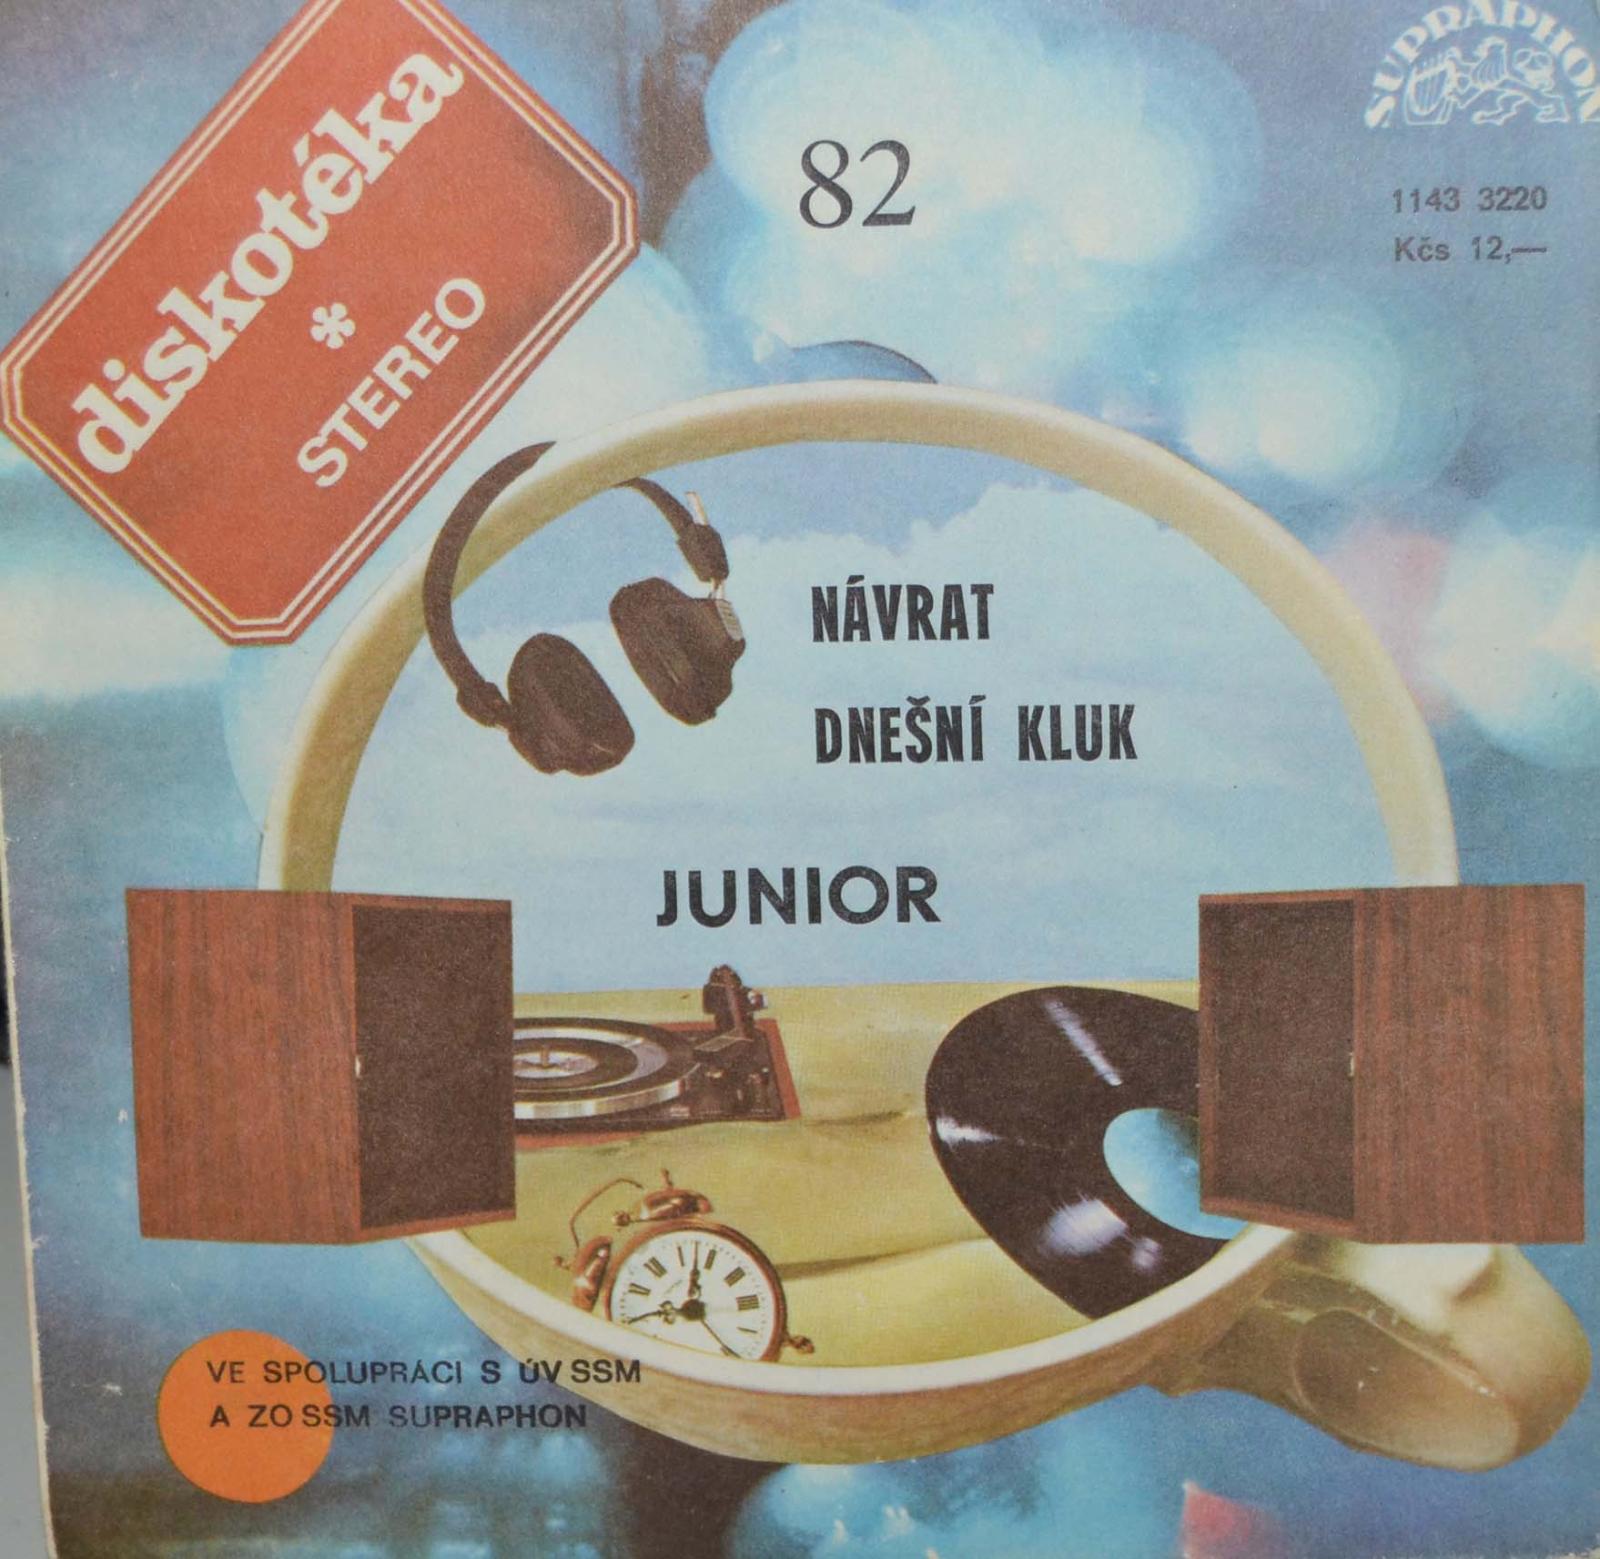 diskotéka
*
STEREO
82
SUPRAPHON
1143 3220
Kčs 12,—
NÁVRAT
DNEŠNÍ KLUK
JUNIOR
VE SPOLUPRÁCI S ÚV SSM
A ZO SSM SUPRAPHON